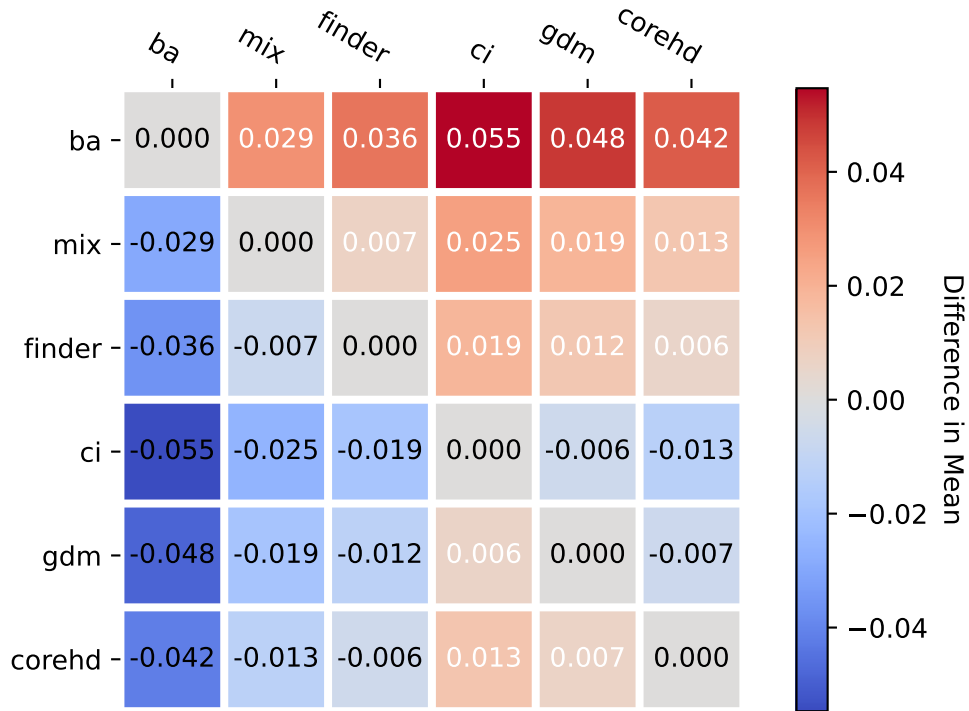 ba mix finder ci gdm corehd
ba 0.000 0.029 0.036 0.055 0.048 0.042
mix -0.029 0.000 0.007 0.025 0.019 0.013
finder -0.036 -0.007 0.000 0.019 0.012 0.006
ci -0.055 -0.025 -0.019 0.000 -0.006 -0.013
gdm -0.048 -0.019 -0.012 0.006 0.000 -0.007
corehd -0.042 -0.013 -0.006 0.013 0.007 0.000
0.04
0.02
0.00
−0.02
−0.04
Difference in Mean